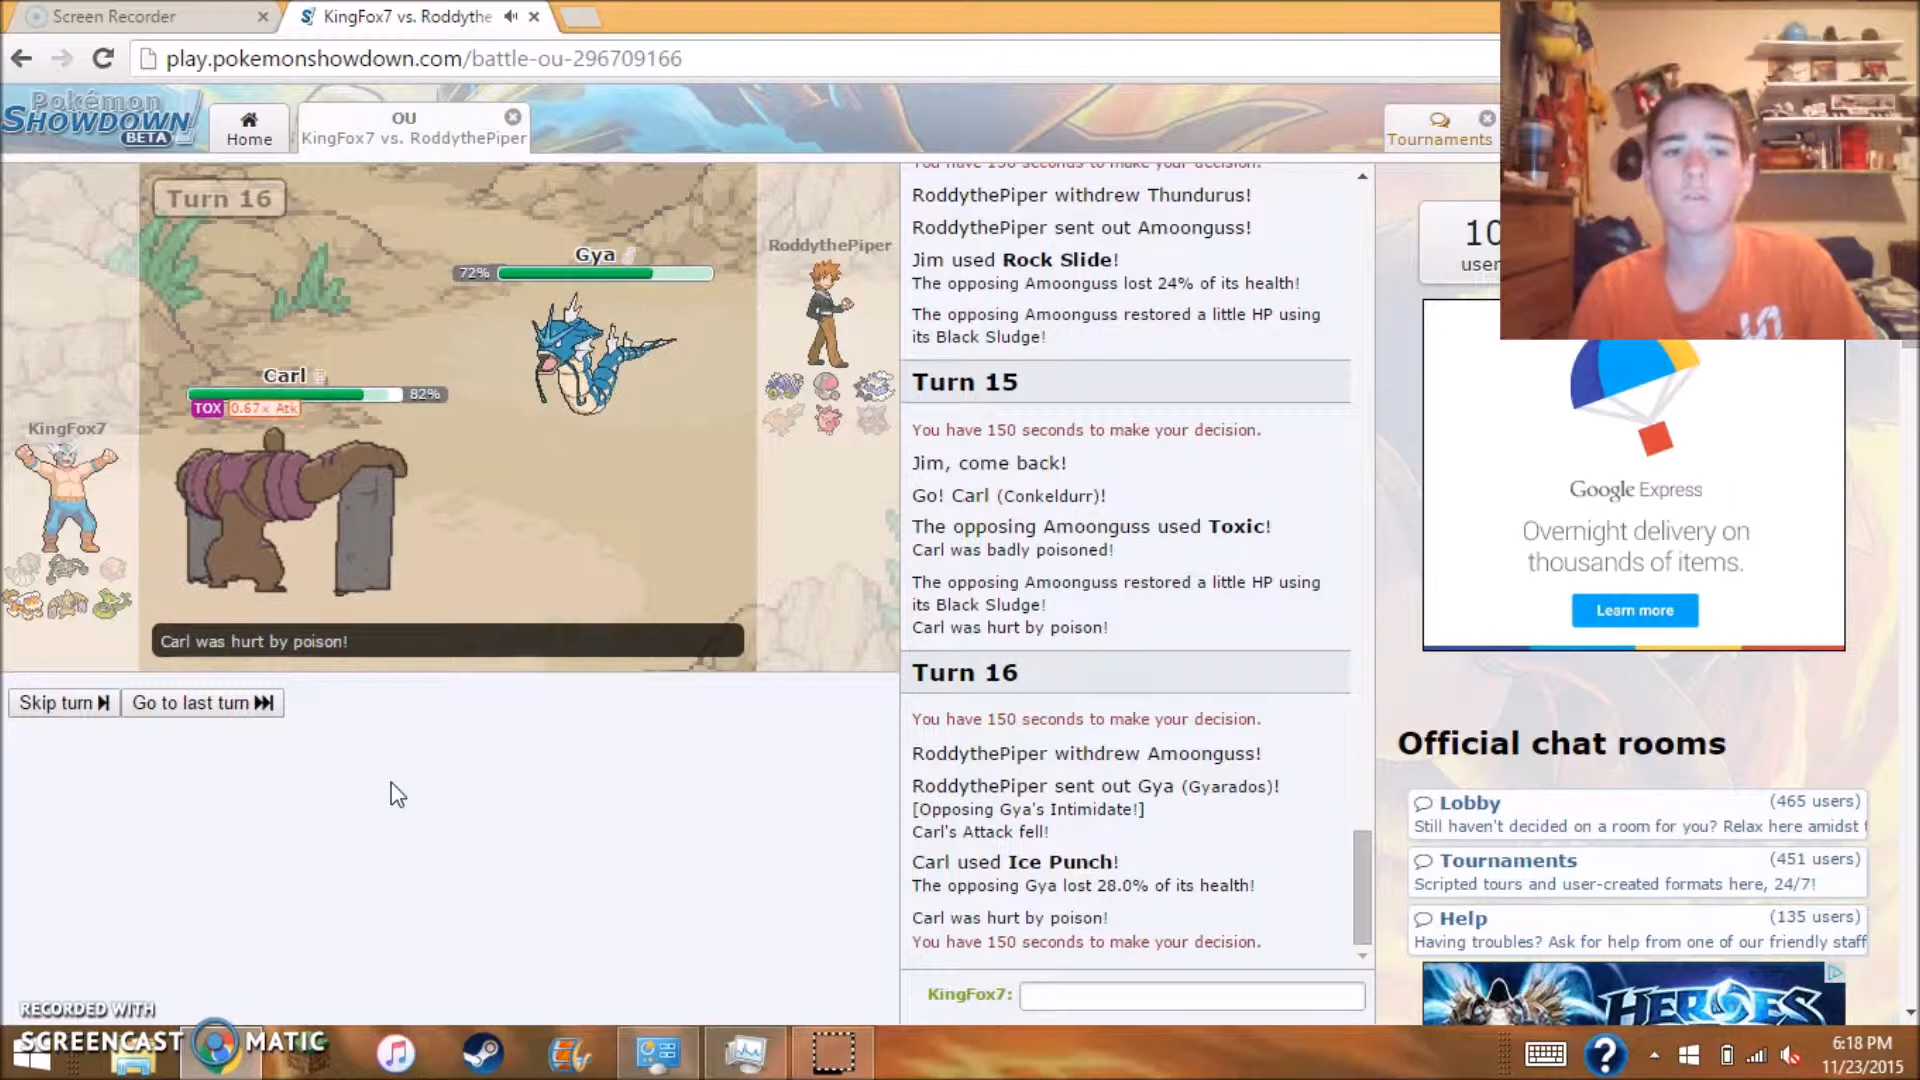 Screen Recorder
KingFox7 vs. Roddythe
play.pokemonshowdown.com/battle-ou-296709166
Pokémon
SHOWDOWN
BETA
Home
OU
KingFox7 vs. RoddythePiper
Tournaments
Turn 16
Gya
72%
RoddythePiper
Carl
82%
TOX 0.67x Atk
KingFox7
Carl was hurt by poison!
Skip turn
Go to last turn
You have 150 seconds to make your decision.
RoddythePiper withdrew Thundurus!
RoddythePiper sent out Amoonguss!
Jim used Rock Slide!
The opposing Amoonguss lost 24% of its health!
The opposing Amoonguss restored a little HP using
its Black Sludge!
Turn 15
You have 150 seconds to make your decision.
Jim, come back!
Go! Carl (Conkeldurr)!
The opposing Amoonguss used Toxic!
Carl was badly poisoned!
The opposing Amoonguss restored a little HP using
its Black Sludge!
Carl was hurt by poison!
Turn 16
You have 150 seconds to make your decision.
RoddythePiper withdrew Amoonguss!
RoddythePiper sent out Gya (Gyarados)!
[Opposing Gya's Intimidate!]
Carl's Attack fell!
Carl used Ice Punch!
The opposing Gya lost 28.0% of its health!
Carl was hurt by poison!
You have 150 seconds to make your decision.
KingFox7:
10
user
Google Express
Overnight delivery on
thousands of items.
Learn more
Official chat rooms
Lobby (465 users)
Still haven't decided on a room for you? Relax here amidst
Tournaments (451 users)
Scripted tours and user-created formats here, 24/7!
Help (135 users)
Having troubles? Ask for help from one of our friendly staff
HEROES
RECORDED WITH
SCREENCAST MATIC
6:18 PM
11/23/2015